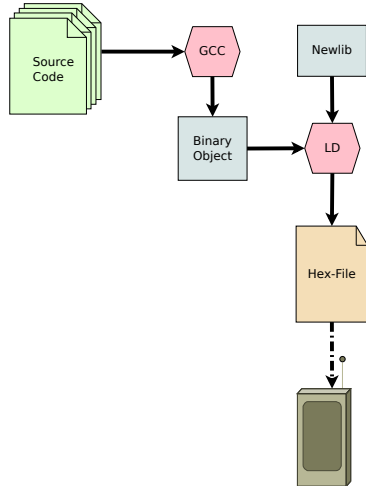 Source
Code
GCC
Newlib
Binary
Object
LD
Hex-File